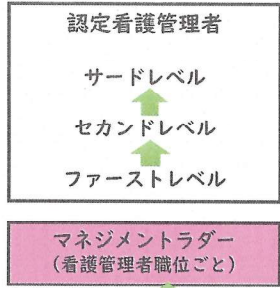 認定看護管理者
サードレベル
セカンドレベル
ファーストレベル
マネジメントラダー
(看護管理者職位ごと)